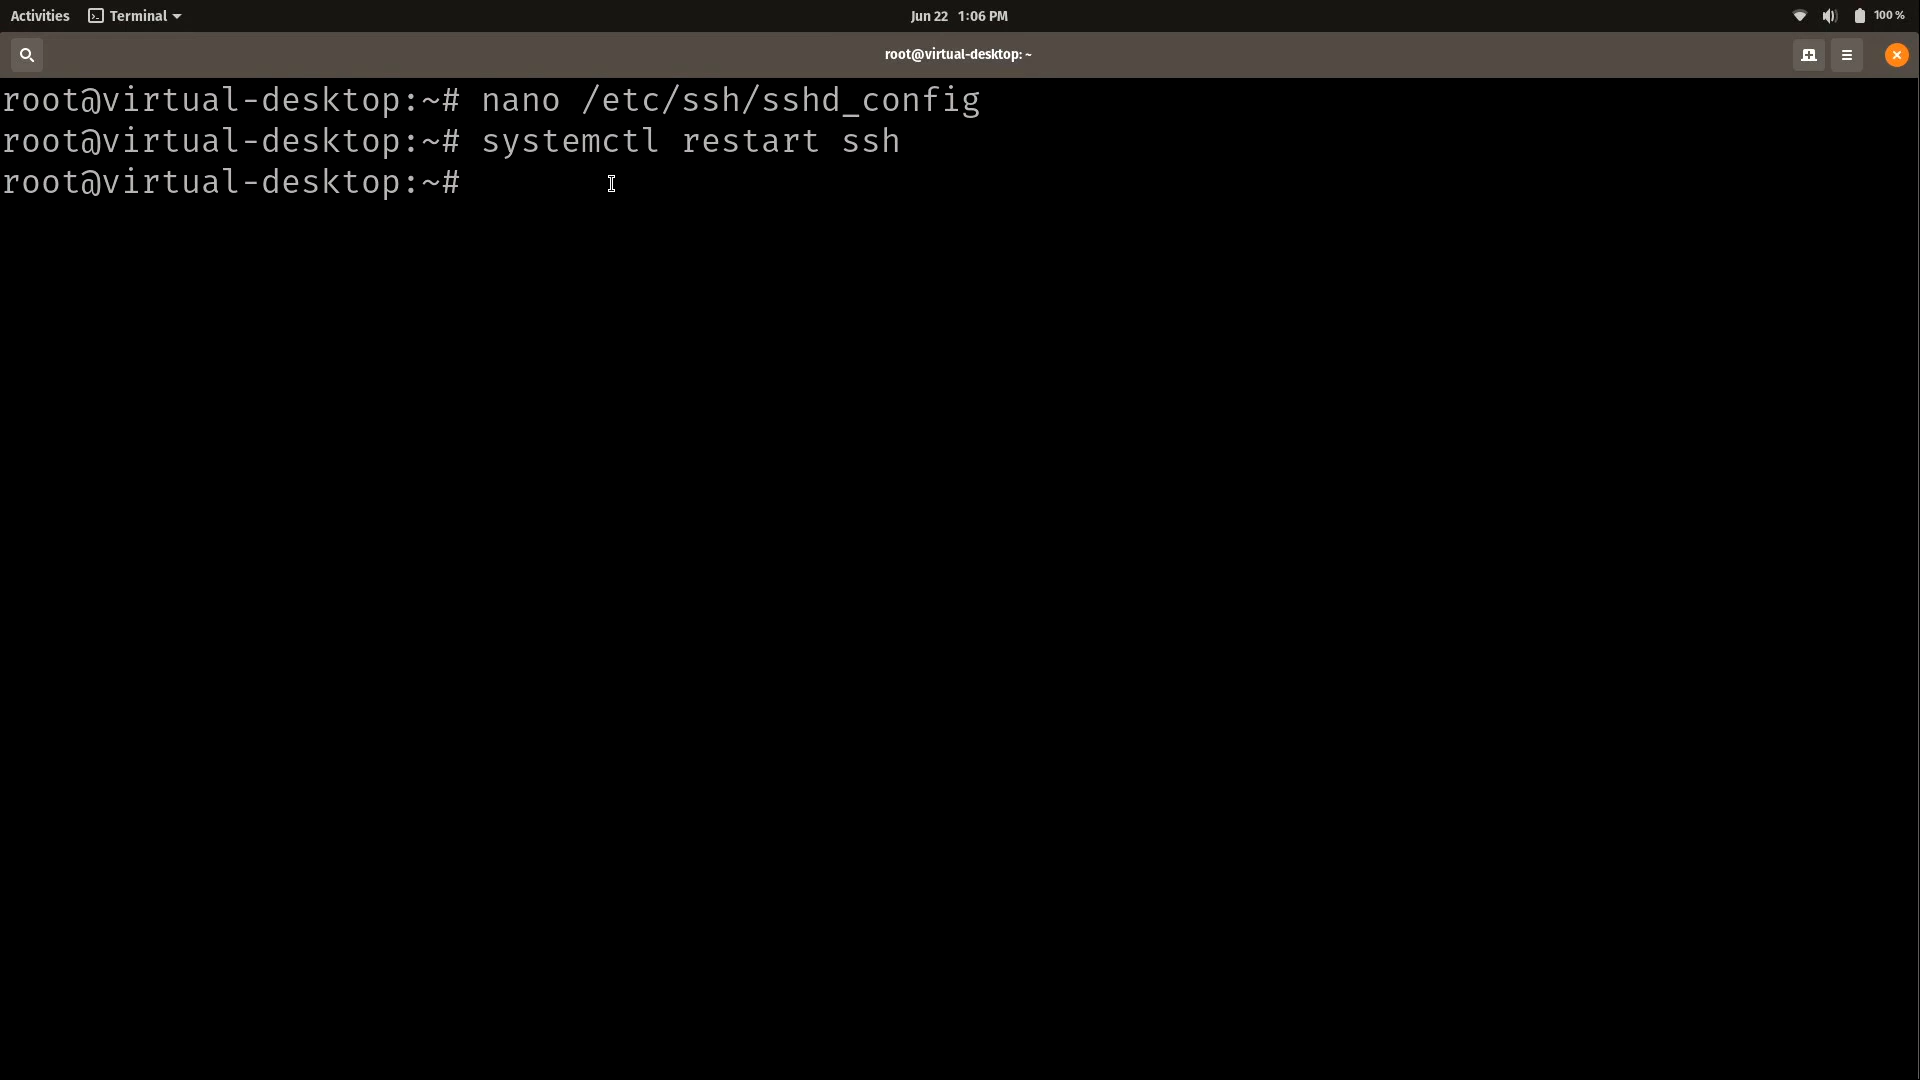 Activities Terminal Jun 22 1:06 PM 100 %
root@virtual-desktop: ~
root@virtual-desktop:~# nano /etc/ssh/sshd_config
root@virtual-desktop:~# systemctl restart ssh
root@virtual-desktop:~#